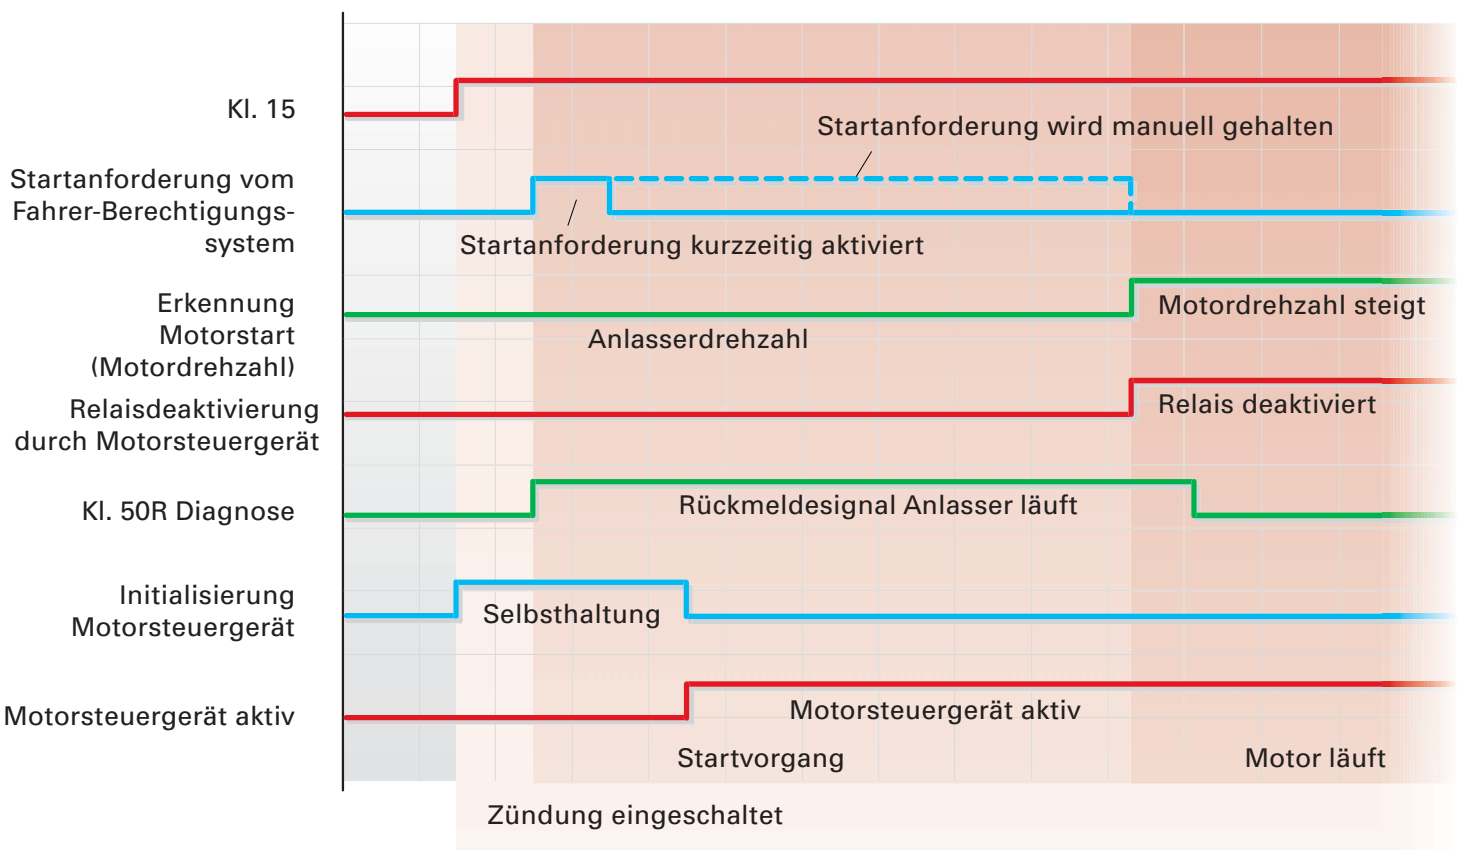 Kl. 15
Startanforderung wird manuell gehalten
Startanforderung vom
Fahrer-Berechtigungs-
system
Startanforderung kurzzeitig aktiviert
Erkennung
Motorstart
(Motordrehzahl)
Motordrehzahl steigt
Anlasserdrehzahl
Relaisdeaktivierung
durch Motorsteuergerät
Relais deaktiviert
Kl. 50R Diagnose
Rückmeldesignal Anlasser läuft
Initialisierung
Motorsteuergerät
Selbsthaltung
Motorsteuergerät aktiv
Motorsteuergerät aktiv
Startvorgang
Motor läuft
Zündung eingeschaltet